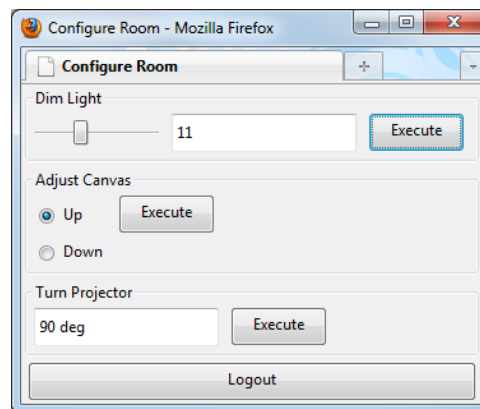 Configure Room - Mozilla Firefox
Configure Room
Dim Light
11 Execute
Adjust Canvas
Up Execute
Down
Turn Projector
90 deg Execute
Logout